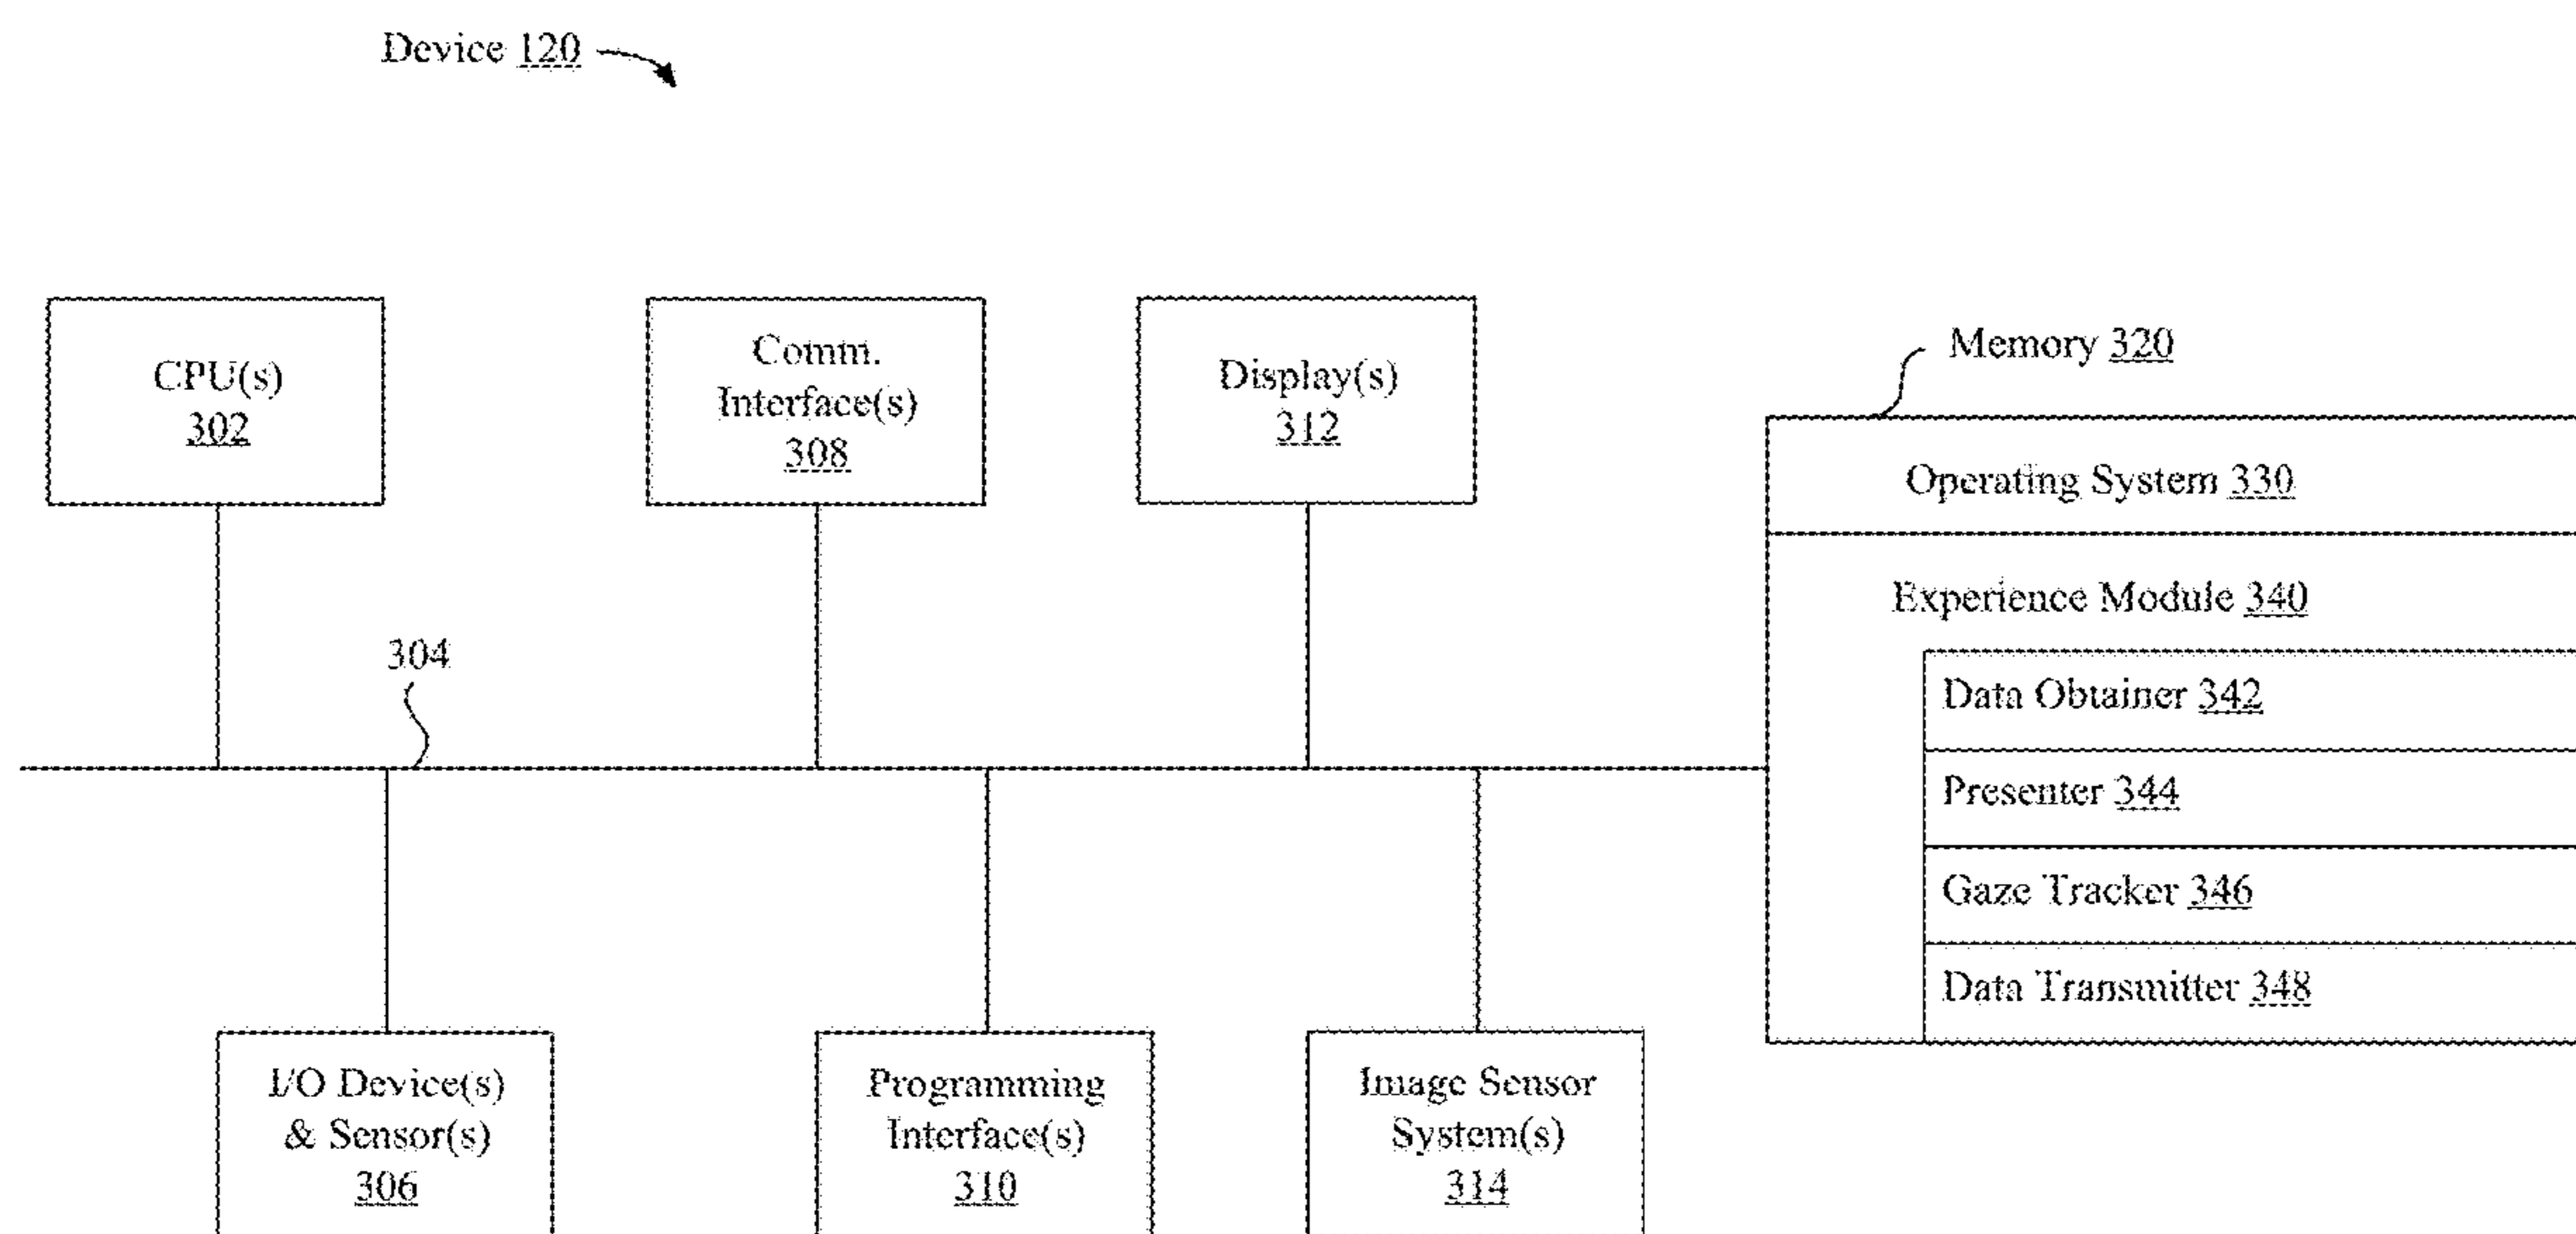 Device 120
CPU(s)
302
Comm.
Interface(s)
308
Display(s)
312
Memory 320
Operating System 330
Experience Module 340
Data Obtainer 342
Presenter 344
Gaze Tracker 346
Data Transmitter 348
304
I/O Device(s)
& Sensor(s)
306
Programming
Interface(s)
310
Image Sensor
System(s)
314